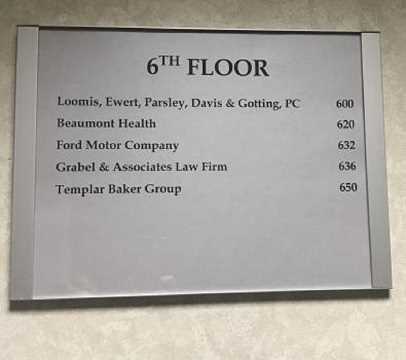 6TH FLOOR
Loomis, Ewert, Parsley, Davis & Gotting, PC 600
Beaumont Health 620
Ford Motor Company 632
Grabel & Associates Law Firm 636
Templar Baker Group 650